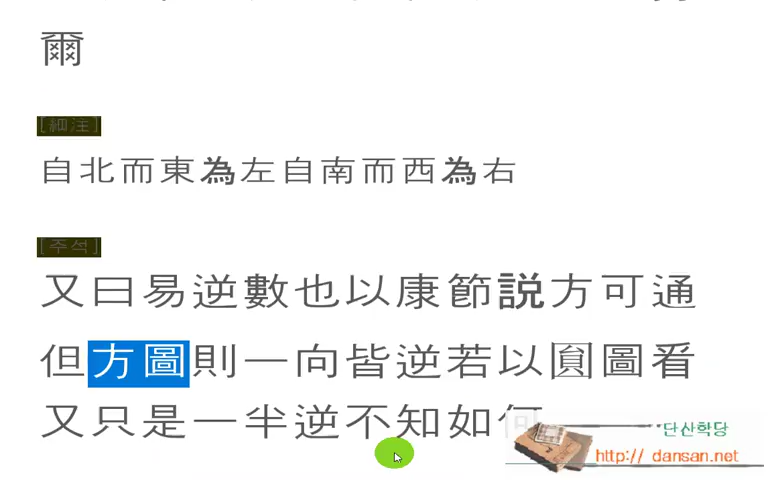 爾
[細注]
自北而東為左自南而西為右
[주석]
又曰易逆數也以康節説方可通
但方圖則一向皆逆若以圎圖看
又只是一半逆不知如何
단산학당
http:// dansan.net